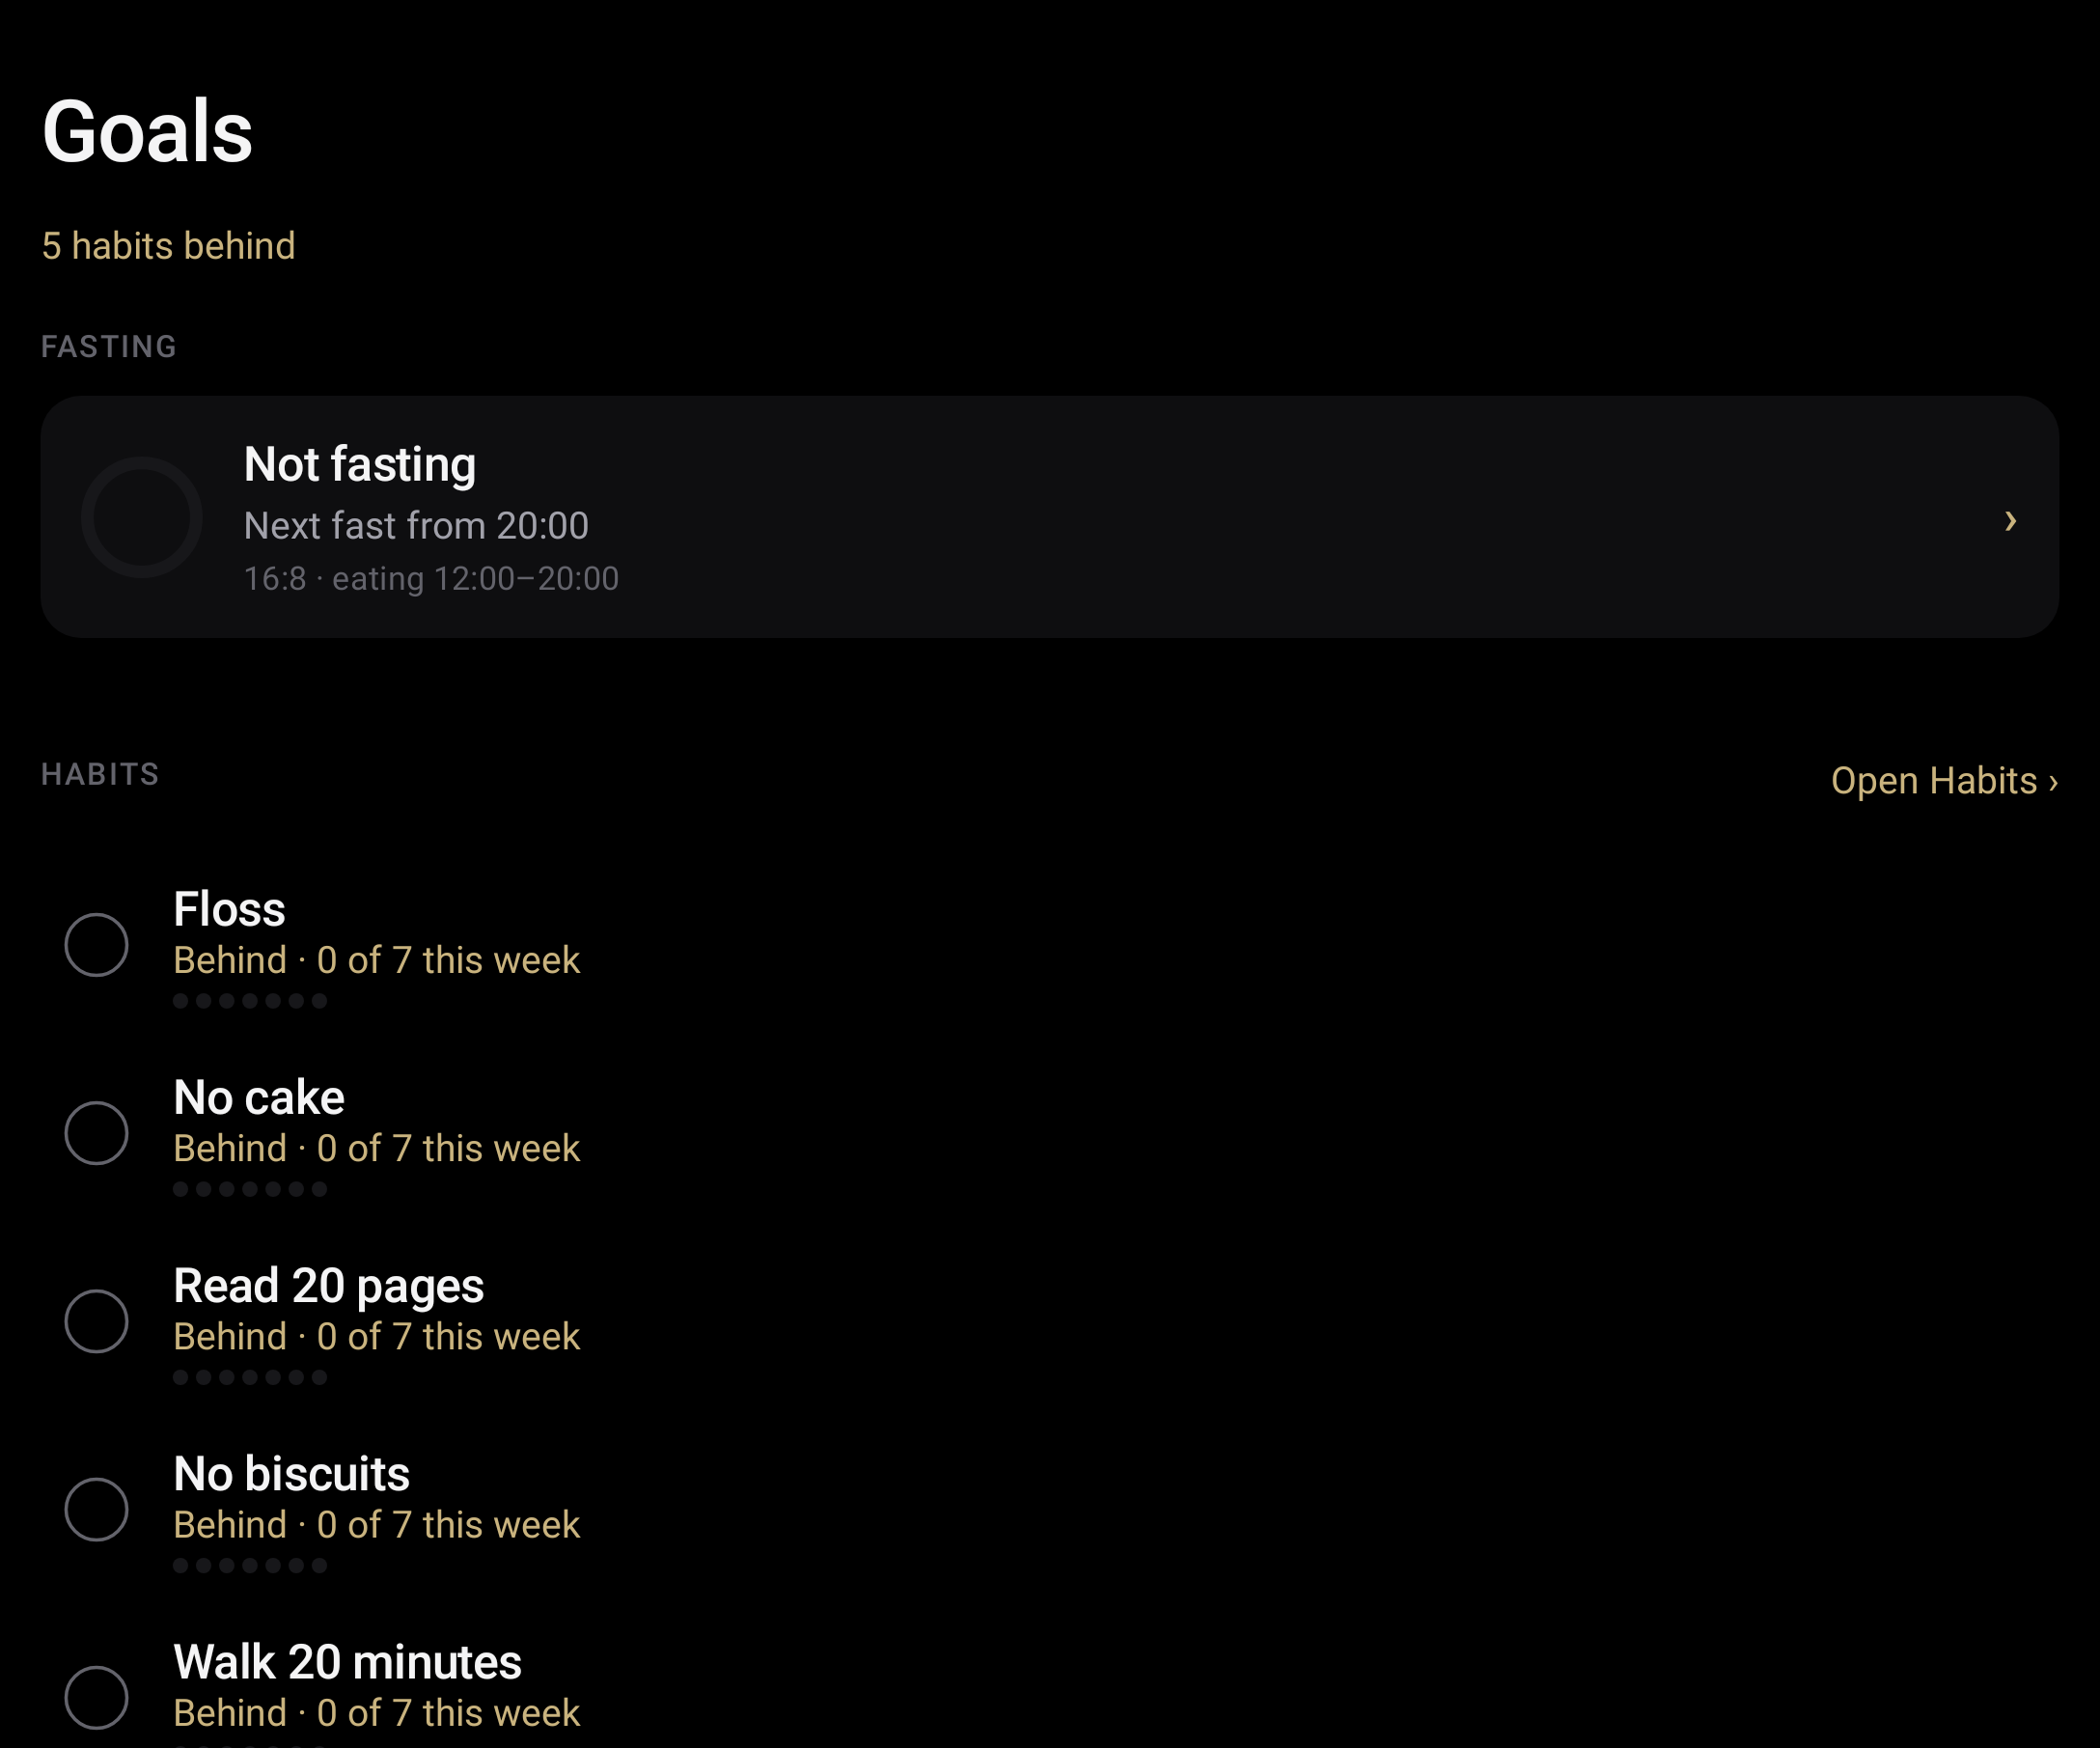 Goals
5 habits behind
FASTING
Not fasting
Next fast from 20:00
16:8 · eating 12:00–20:00
›
HABITS
Open Habits ›
Floss
Behind · 0 of 7 this week
No cake
Behind · 0 of 7 this week
Read 20 pages
Behind · 0 of 7 this week
No biscuits
Behind · 0 of 7 this week
Walk 20 minutes
Behind · 0 of 7 this week